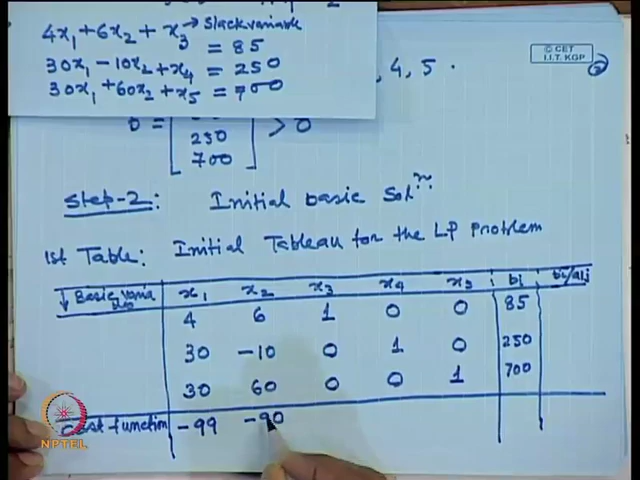 4x₁+6x₂ + x₃ → Slack variable
= 85
30x₁ - 10x₂ + x₄ = 250
30x₁ + 60x₂ + x₅ = 700
, 4, 5 .
© CET
I.I.T. KGP
b = > 0
250
700
Step-2: Initial basic Solⁿ
1st Table: Initial Tableau for the LP Problem
↓ Basic variables x₁ x₂ x₃ x₄ x₅ bi bi/aij
4 6 1 0 0 85
30 -10 0 1 0 250
30 60 0 0 1 700
Cost function -99 -90
NPTEL